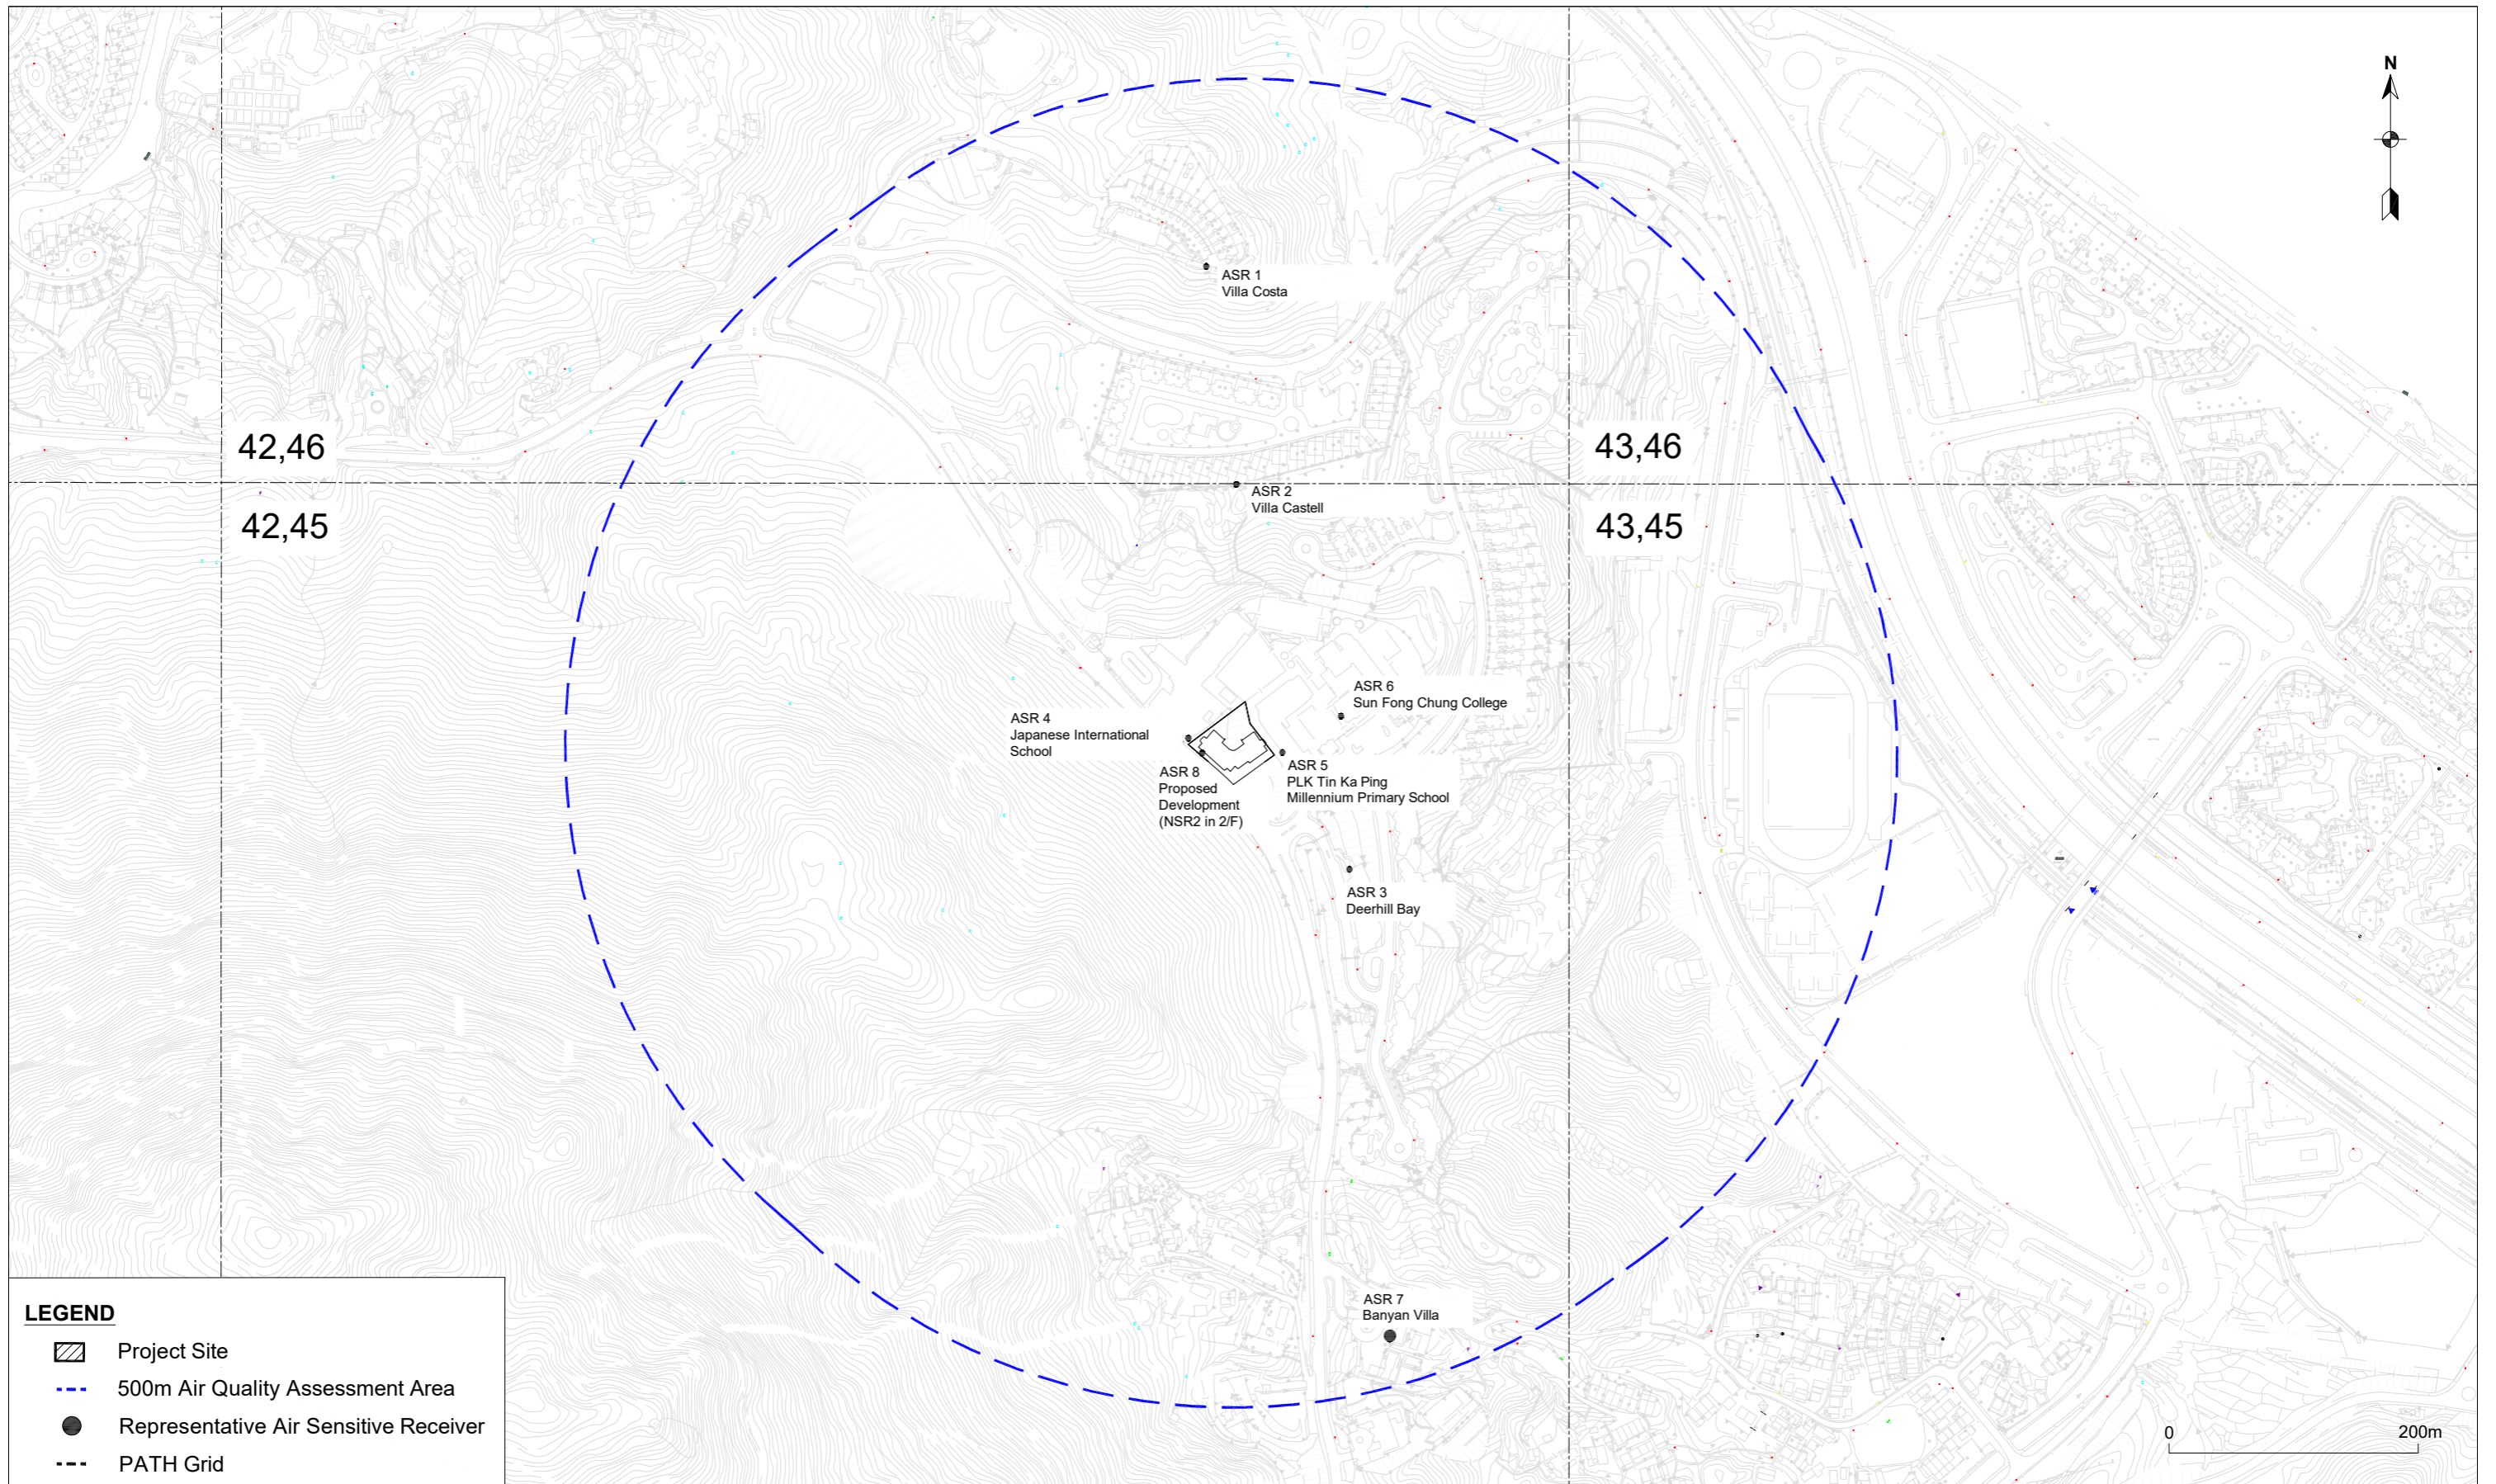 N
ASR 1
Villa Costa
42,46
43,46
ASR 2
Villa Castell
42,45
43,45
ASR 6
Sun Fong Chung College
ASR 4
Japanese International
School
ASR 8
Proposed
Development
(NSR2 in 2/F)
ASR 5
PLK Tin Ka Ping
Millennium Primary School
ASR 3
Deerhill Bay
ASR 7
Banyan Villa
LEGEND
Project Site
500m Air Quality Assessment Area
Representative Air Sensitive Receiver
PATH Grid
0
200m